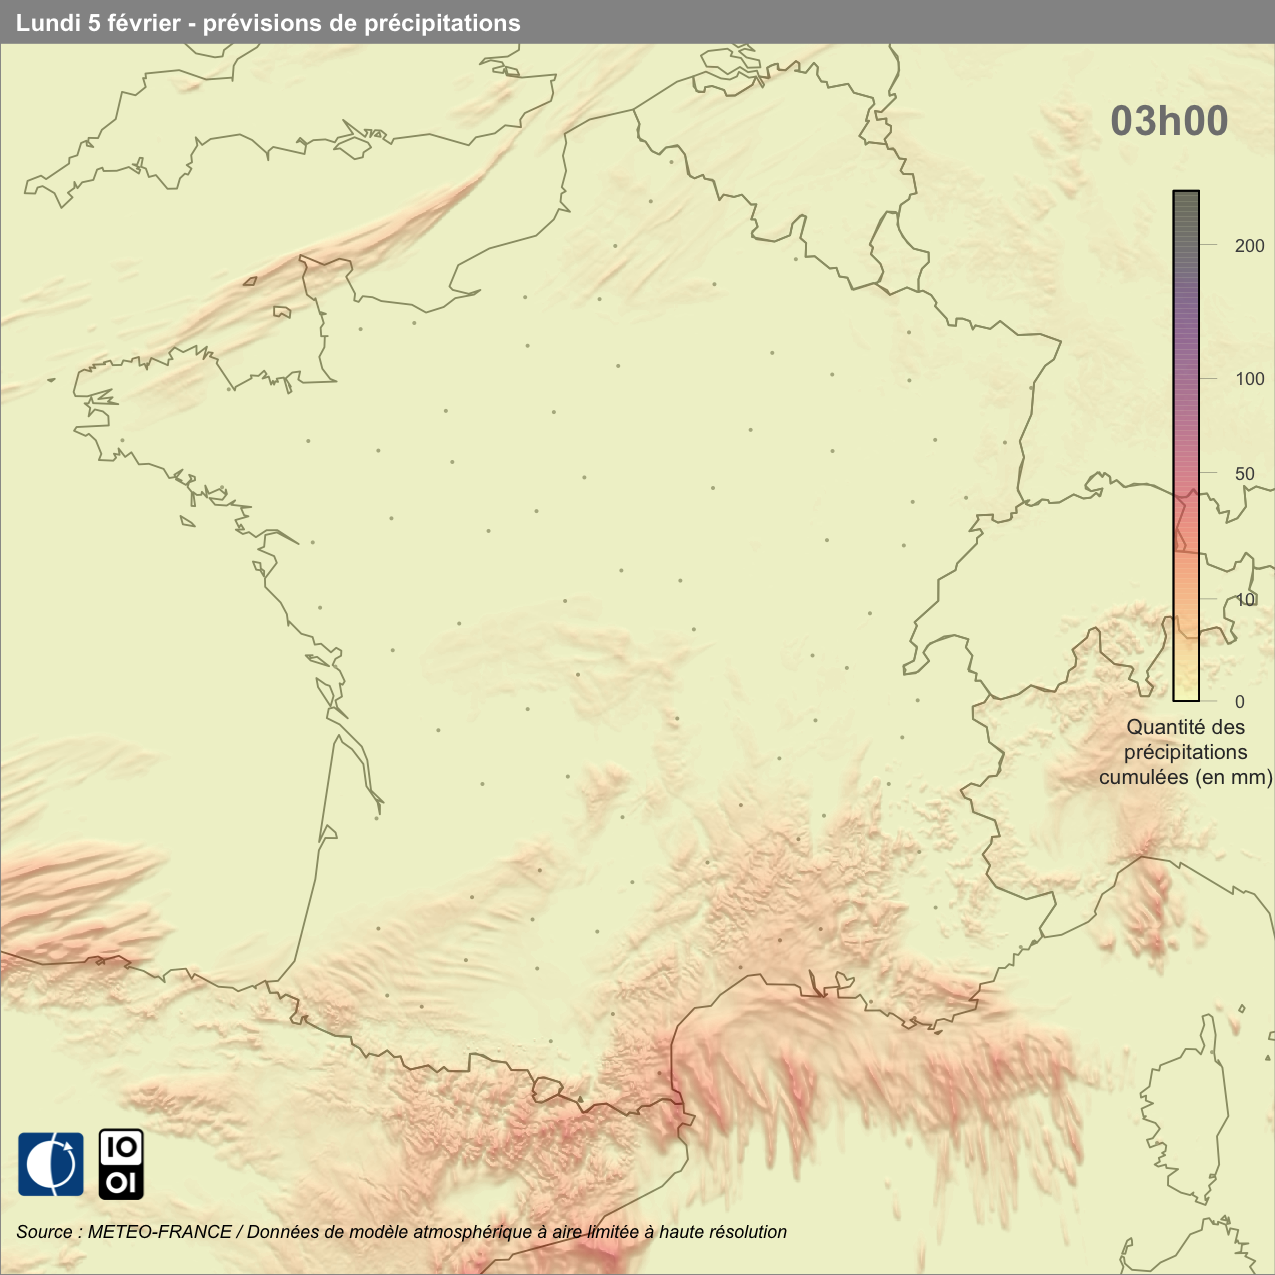 Lundi 5 février - prévisions de précipitations
03h00
200
100
50
10
0
Quantité des
précipitations
cumulées (en mm)
IO
OI
Source : METEO-FRANCE / Données de modèle atmosphérique à aire limitée à haute résolution